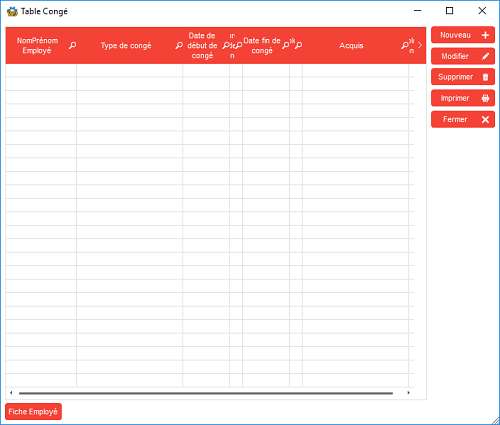 Table Congé
NomPrénom
Employé
Type de congé
Date de
début de
congé
Date fin de
congé
Acquis
Nouveau
Modifier
Supprimer
Imprimer
Fermer
Fiche Employé